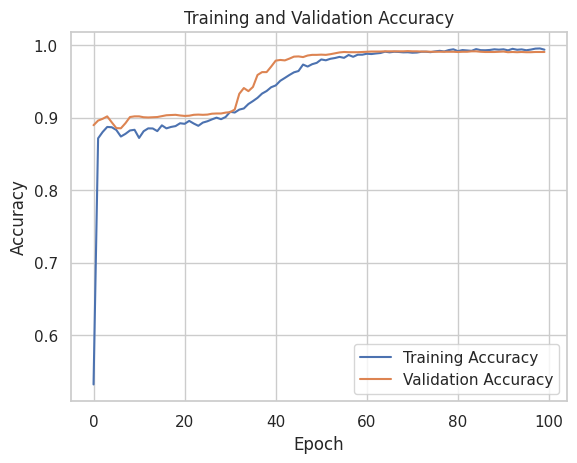 Training and Validation Accuracy
1.0
0.9
0.8
0.7
0.6
Accuracy
0 20 40 60 80 100
Epoch
Training Accuracy
Validation Accuracy